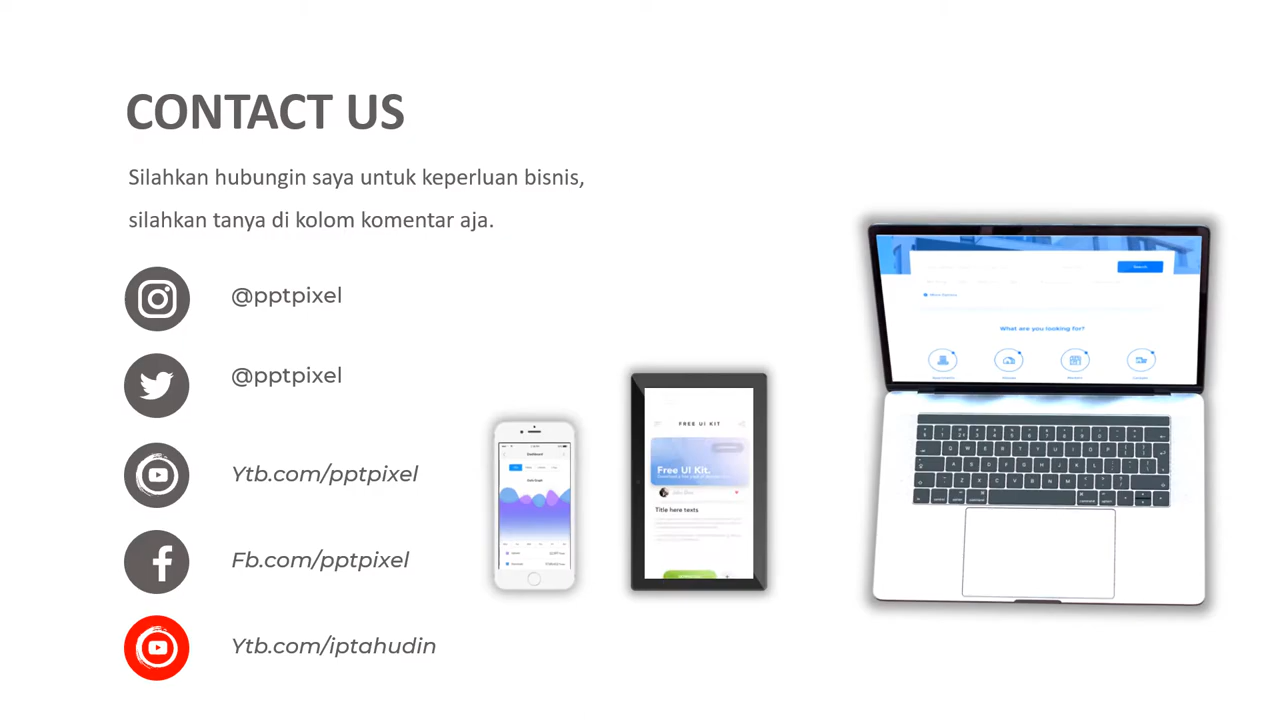 CONTACT US
Silahkan hubungin saya untuk keperluan bisnis,
silahkan tanya di kolom komentar aja.
@pptpixel
@pptpixel
Ytb.com/pptpixel
Fb.com/pptpixel
Ytb.com/iptahudin
Dashboard
FREE UI KIT
Free UI Kit.
Title here texts
Search
What are you looking for?